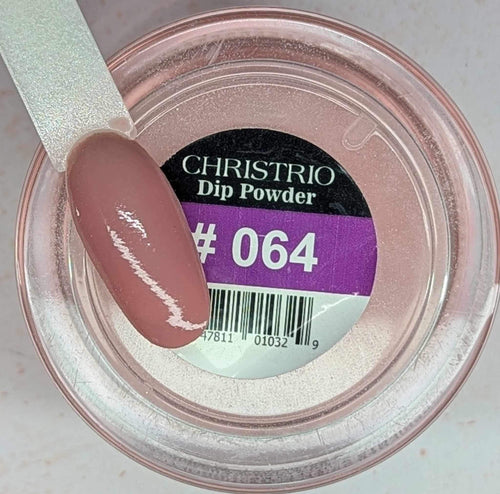 CHRISTRIO
Dip Powder
# 064
47811 01032 9